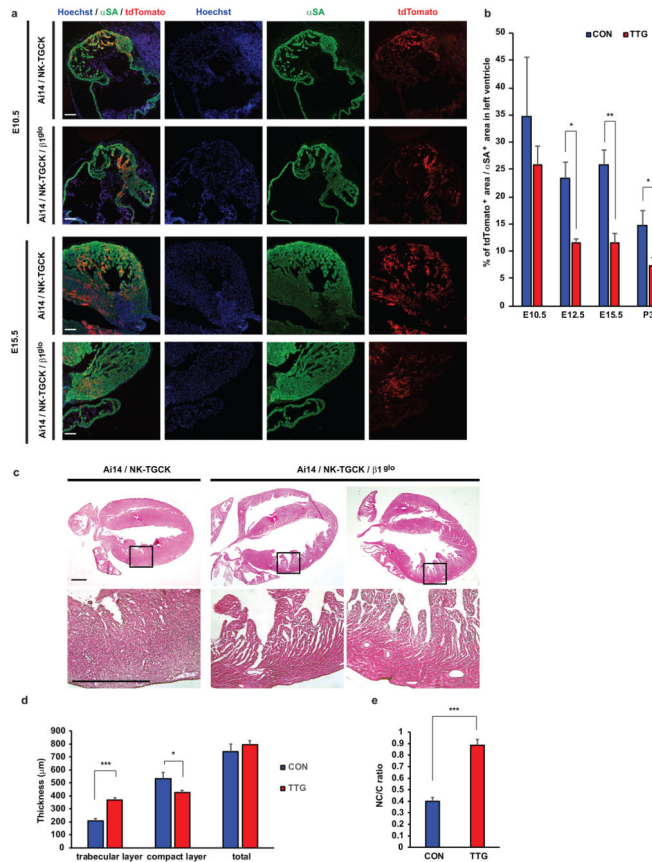 a
Hoechst / αSA / tdTomato
Hoechst
αSA
tdTomato
E10.5
Ai14 / NK-TGCK
Ai14 / NK-TGCK / β1glo
E15.5
Ai14 / NK-TGCK
Ai14 / NK-TGCK / β1glo
b
% of tdTomato+ area / αSA+ area in left ventricle
50
45
40
35
30
25
20
15
10
5
0
CON
TTG
*
**
*
E10.5
E12.5
E15.5
P3
c
Ai14 / NK-TGCK
Ai14 / NK-TGCK / β1glo
d
Thickness (μm)
900
800
700
600
500
400
300
200
100
0
***
*
CON
TTG
trabecular layer
compact layer
total
e
NC/C ratio
1
0.9
0.8
0.7
0.6
0.5
0.4
0.3
0.2
0.1
0
***
CON
TTG